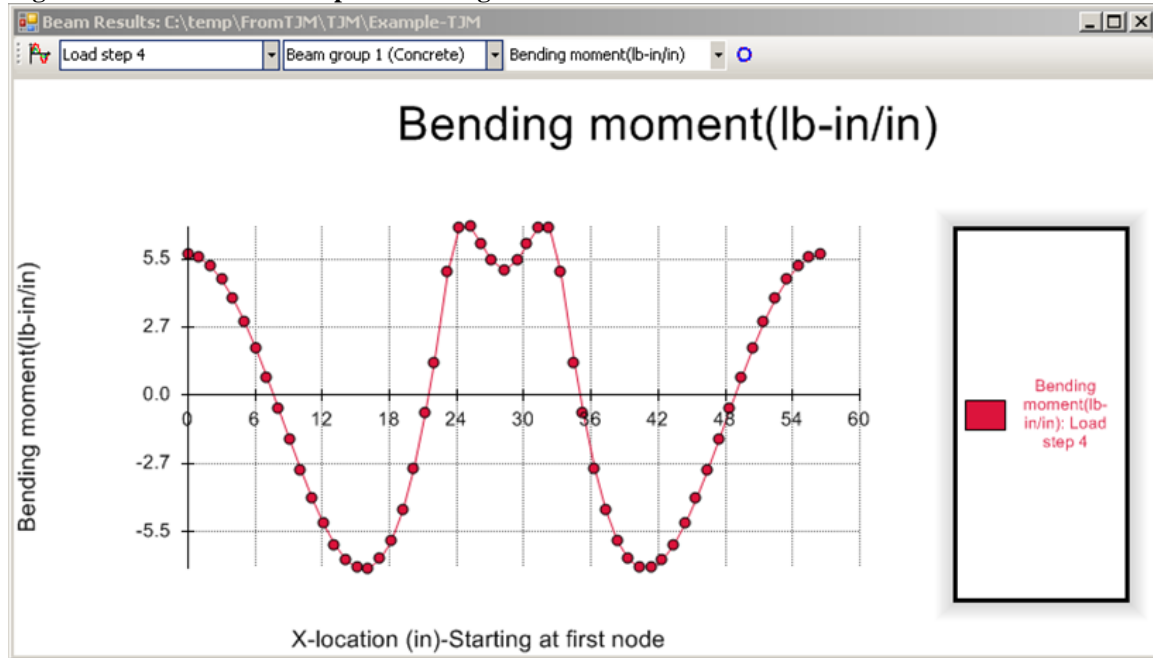 Beam Results: C:\temp\FromTJM\TJM\Example-TJM
Load step 4
Beam group 1 (Concrete)
Bending moment(lb-in/in)
Bending moment(lb-in/in)
Bending moment(lb-in/in)
5.5
2.7
0.0
-2.7
-5.5
0 6 12 18 24 30 36 42 48 54 60
X-location (in)-Starting at first node
Bending
moment(lb-
in/in): Load
step 4